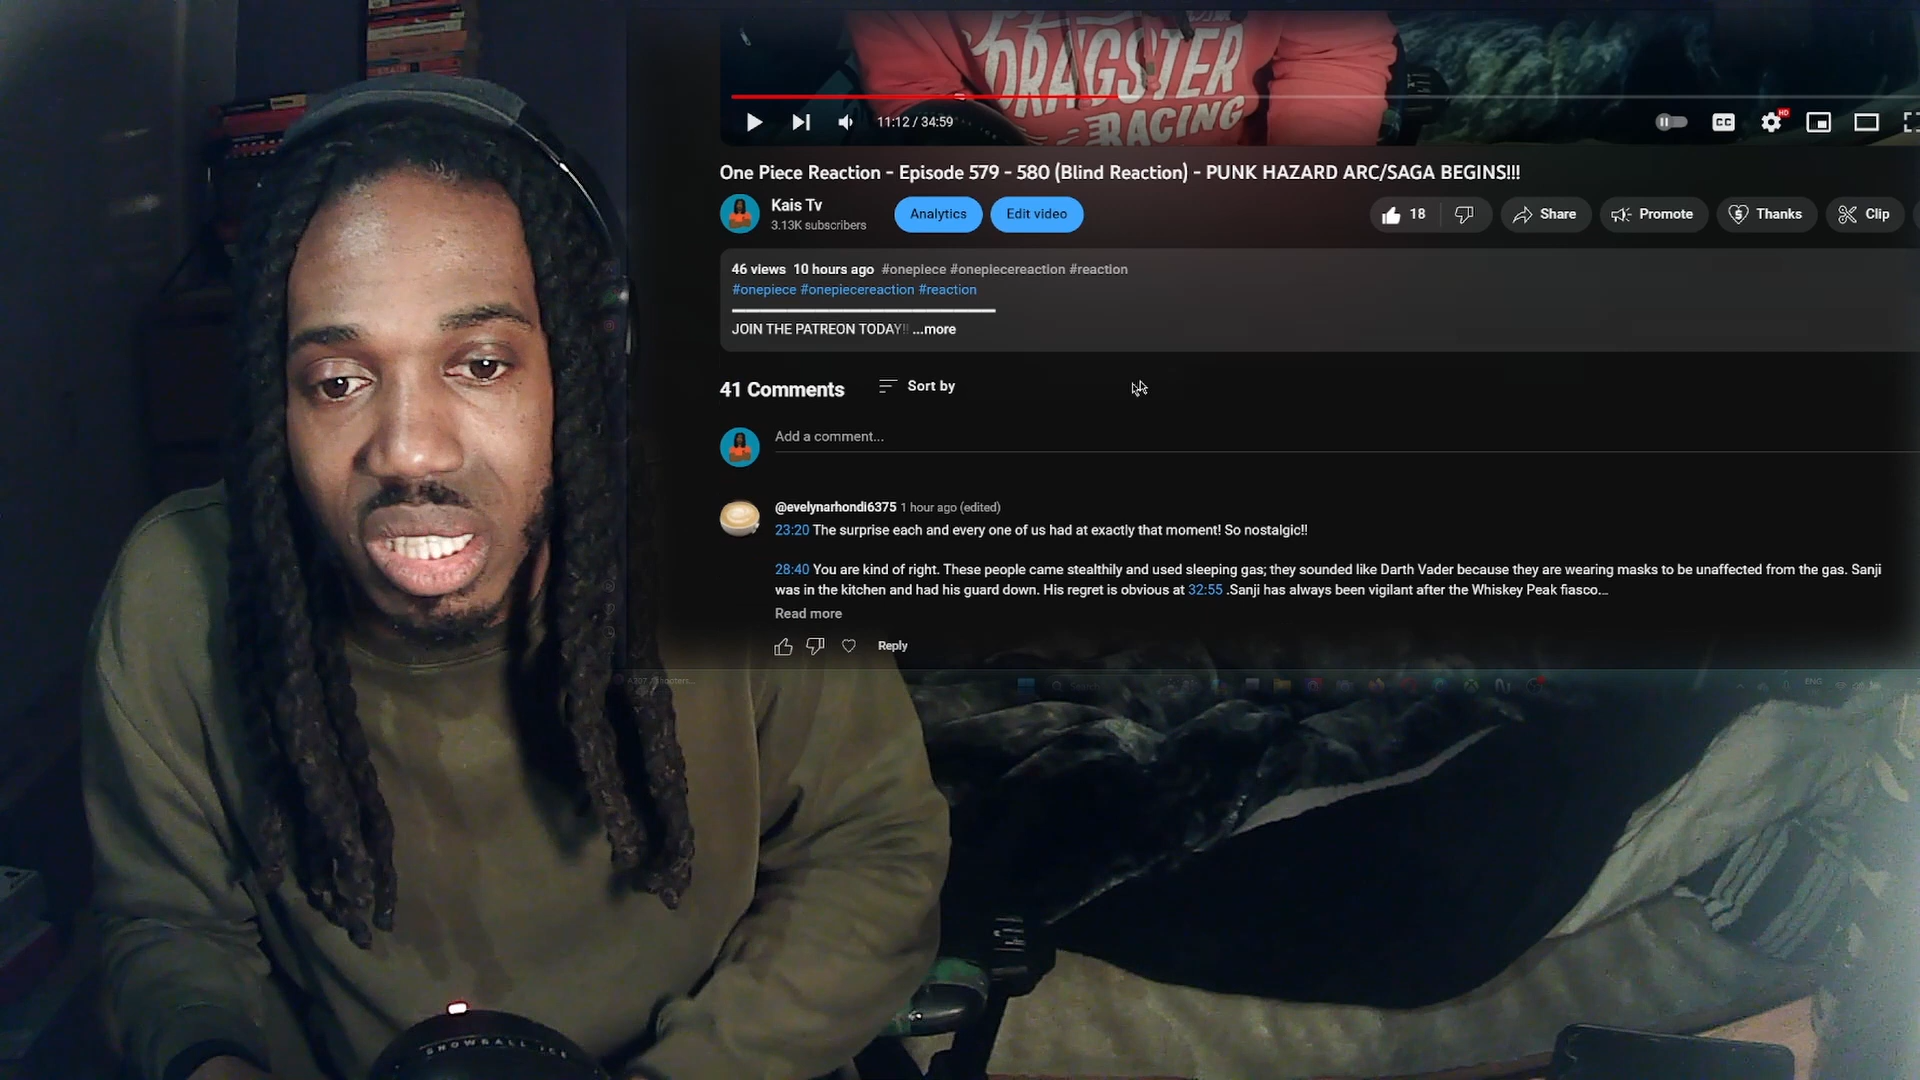 DRAGSTER
RACING
11:12 / 34:59
CC
HD
One Piece Reaction - Episode 579 - 580 (Blind Reaction) - PUNK HAZARD ARC/SAGA BEGINS!!!
Kais Tv
3.13K subscribers
Analytics
Edit video
18
Share
Promote
Thanks
Clip
46 views 10 hours ago #onepiece #onepiecereaction #reaction
#onepiece #onepiecereaction #reaction
JOIN THE PATREON TODAY!! ...more
41 Comments
Sort by
Add a comment...
@evelynarhondi6375 1 hour ago (edited)
23:20 The surprise each and every one of us had at exactly that moment! So nostalgic!!
28:40 You are kind of right. These people came stealthily and used sleeping gas; they sounded like Darth Vader because they are wearing masks to be unaffected from the gas. Sanji
was in the kitchen and had his guard down. His regret is obvious at 32:55 .Sanji has always been vigilant after the Whiskey Peak fiasco...
Read more
Reply
Search
ENG
SNOWBALL ICE